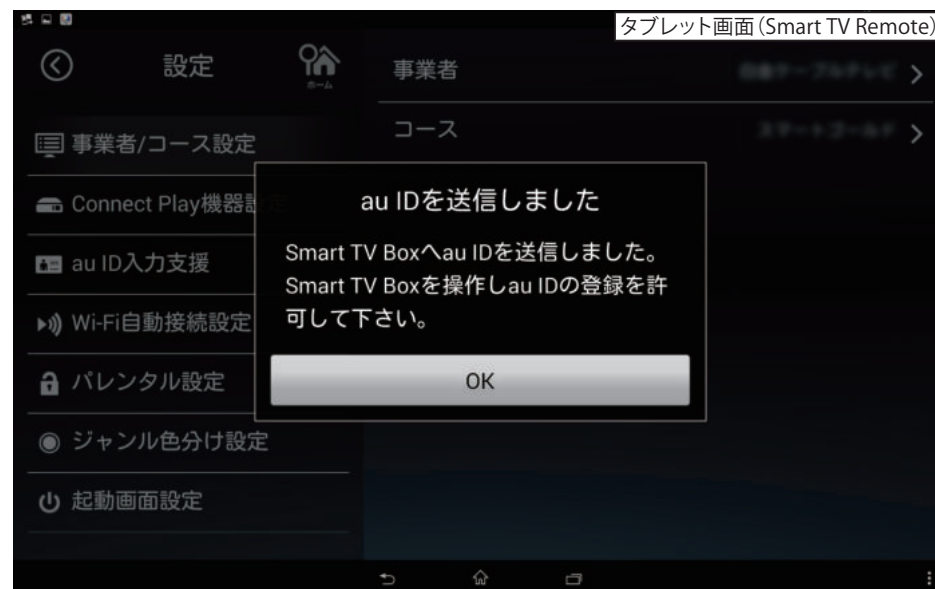 タブレット画面（Smart TV Remote）
設定
ホーム
事業者
コース
事業者/コース設定
Connect Play機器設
au ID入力支援
Wi-Fi自動接続設定
パレンタル設定
ジャンル色分け設定
起動画面設定
au IDを送信しました
Smart TV Boxへau IDを送信しました。
Smart TV Boxを操作しau IDの登録を許
可して下さい。
OK